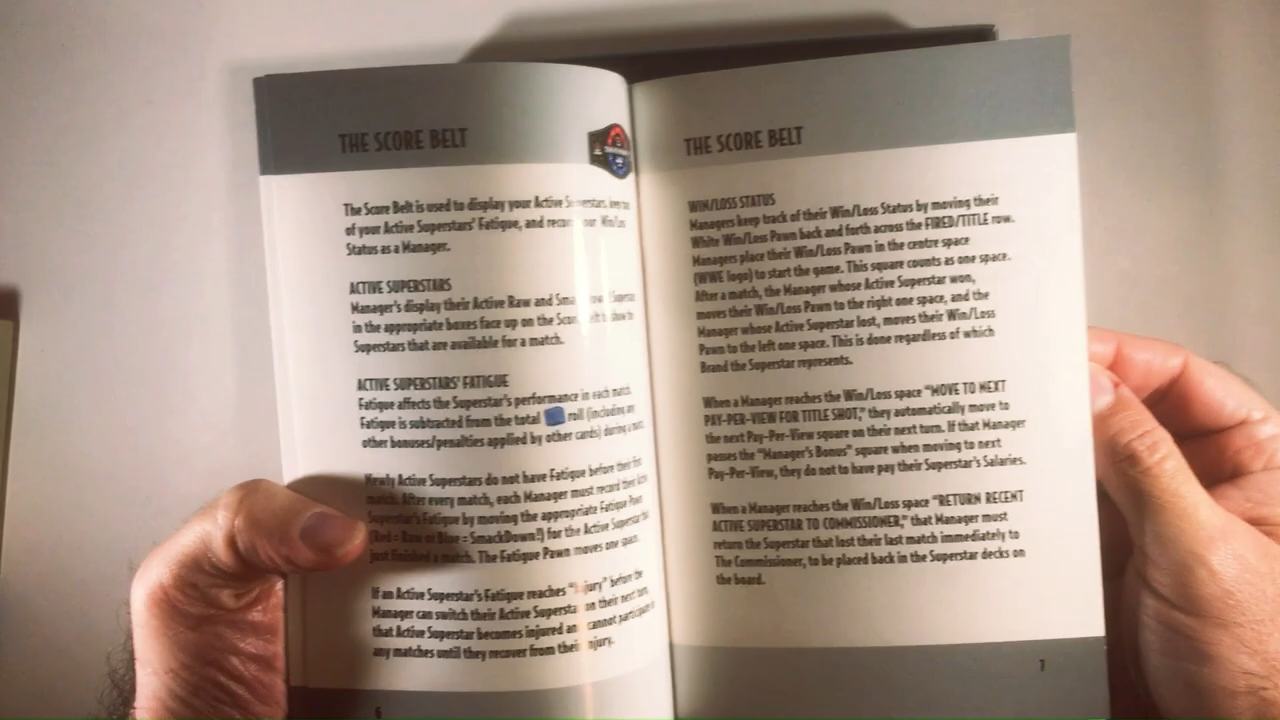 THE SCORE BELT
The Score Belt is used to display your Active Superstars, keep
of your Active Superstars' Fatigue, and record your Win/Loss
Status as a Manager.
ACTIVE SUPERSTARS
Manager's display their Active Raw and Superstar
in the appropriate boxes face up on the Score Belt to show
Superstars that are available for a match.
ACTIVE SUPERSTARS' FATIGUE
Fatigue affects the Superstar's performance in each match.
Fatigue is subtracted from the total roll (including any
other bonuses/penalties applied by other cards) during a
Newly Active Superstars do not have Fatigue before their first
match. After every match, each Manager must record their Active
Superstar's Fatigue by moving the appropriate Fatigue Pawn
(Red = Raw or Blue = SmackDown!) for the Active Superstar that
just finished a match. The Fatigue Pawn moves one space.
If an Active Superstar's Fatigue reaches "Injury" before the
Manager can switch their Active Superstar on their next turn,
that Active Superstar becomes injured and cannot participate in
any matches until they recover from their injury.
6
THE SCORE BELT
WIN/LOSS STATUS
Managers keep track of their Win/Loss Status by moving their
White Win/Loss Pawn back and forth across the FIRED/TITLE row.
Managers place their Win/Loss Pawn in the centre space
(WWE logo) to start the game. This square counts as one space.
After a match, the Manager whose Active Superstar won,
moves their Win/Loss Pawn to the right one space, and the
Manager whose Active Superstar lost, moves their Win/Loss
Pawn to the left one space. This is done regardless of which
Brand the Superstar represents.
When a Manager reaches the Win/Loss space "MOVE TO NEXT
PAY-PER-VIEW FOR TITLE SHOT," they automatically move to
the next Pay-Per-View square on their next turn. If that Manager
passes the "Manager's Bonus" square when moving to next
Pay-Per-View, they do not to have pay their Superstar's Salaries.
When a Manager reaches the Win/Loss space "RETURN RECENT
ACTIVE SUPERSTAR TO COMMISSIONER," that Manager must
return the Superstar that lost their last match immediately to
The Commissioner, to be placed back in the Superstar decks on
the board.
7